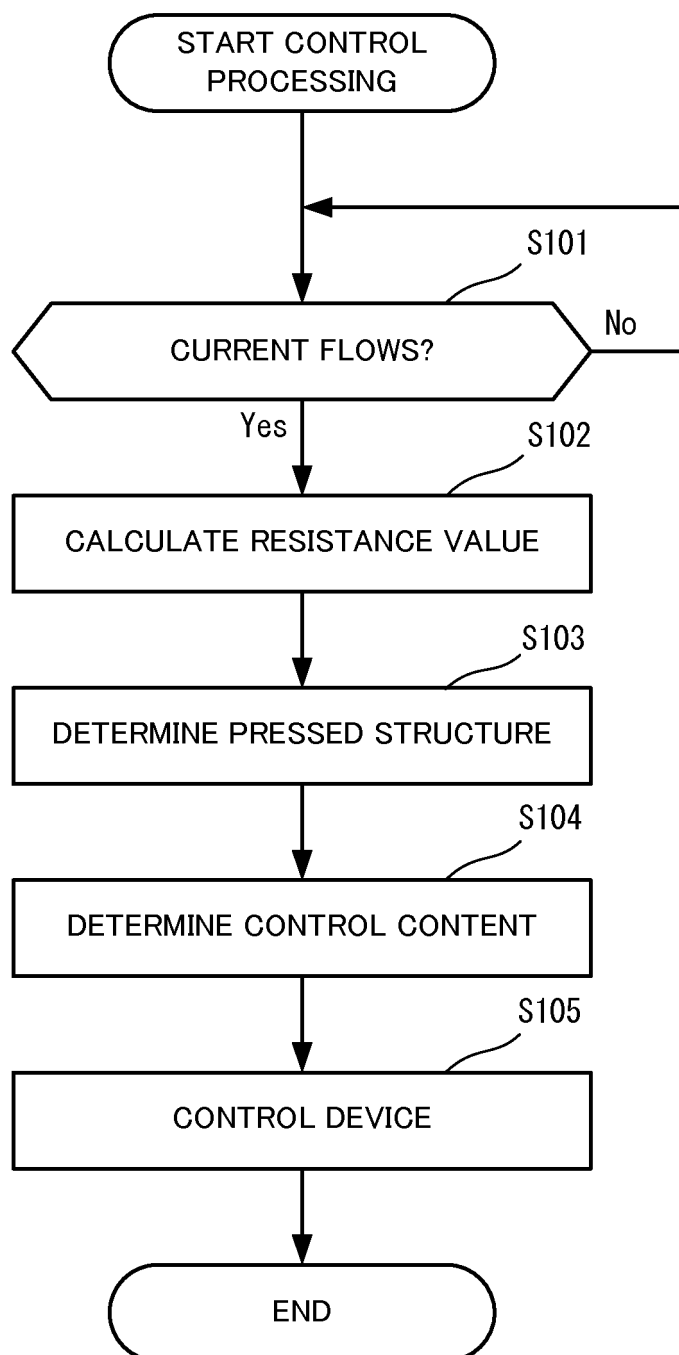 START CONTROL
PROCESSING
S101
CURRENT FLOWS?
No
Yes
S102
CALCULATE RESISTANCE VALUE
S103
DETERMINE PRESSED STRUCTURE
S104
DETERMINE CONTROL CONTENT
S105
CONTROL DEVICE
END